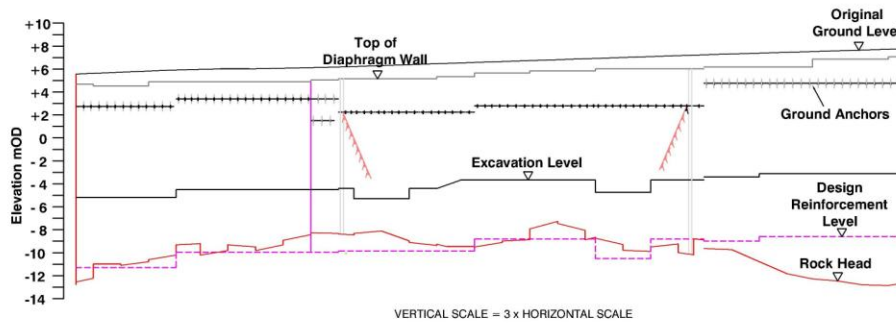 +10
+8
+6
+4
+2
0
- 2
- 4
- 6
- 8
-10
-12
-14
Elevation mOD
Top of
Diaphragm Wall
Original
Ground Leve
Ground Anchors
Excavation Level
Design
Reinforcement
Level
Rock Head
VERTICAL SCALE = 3 x HORIZONTAL SCALE